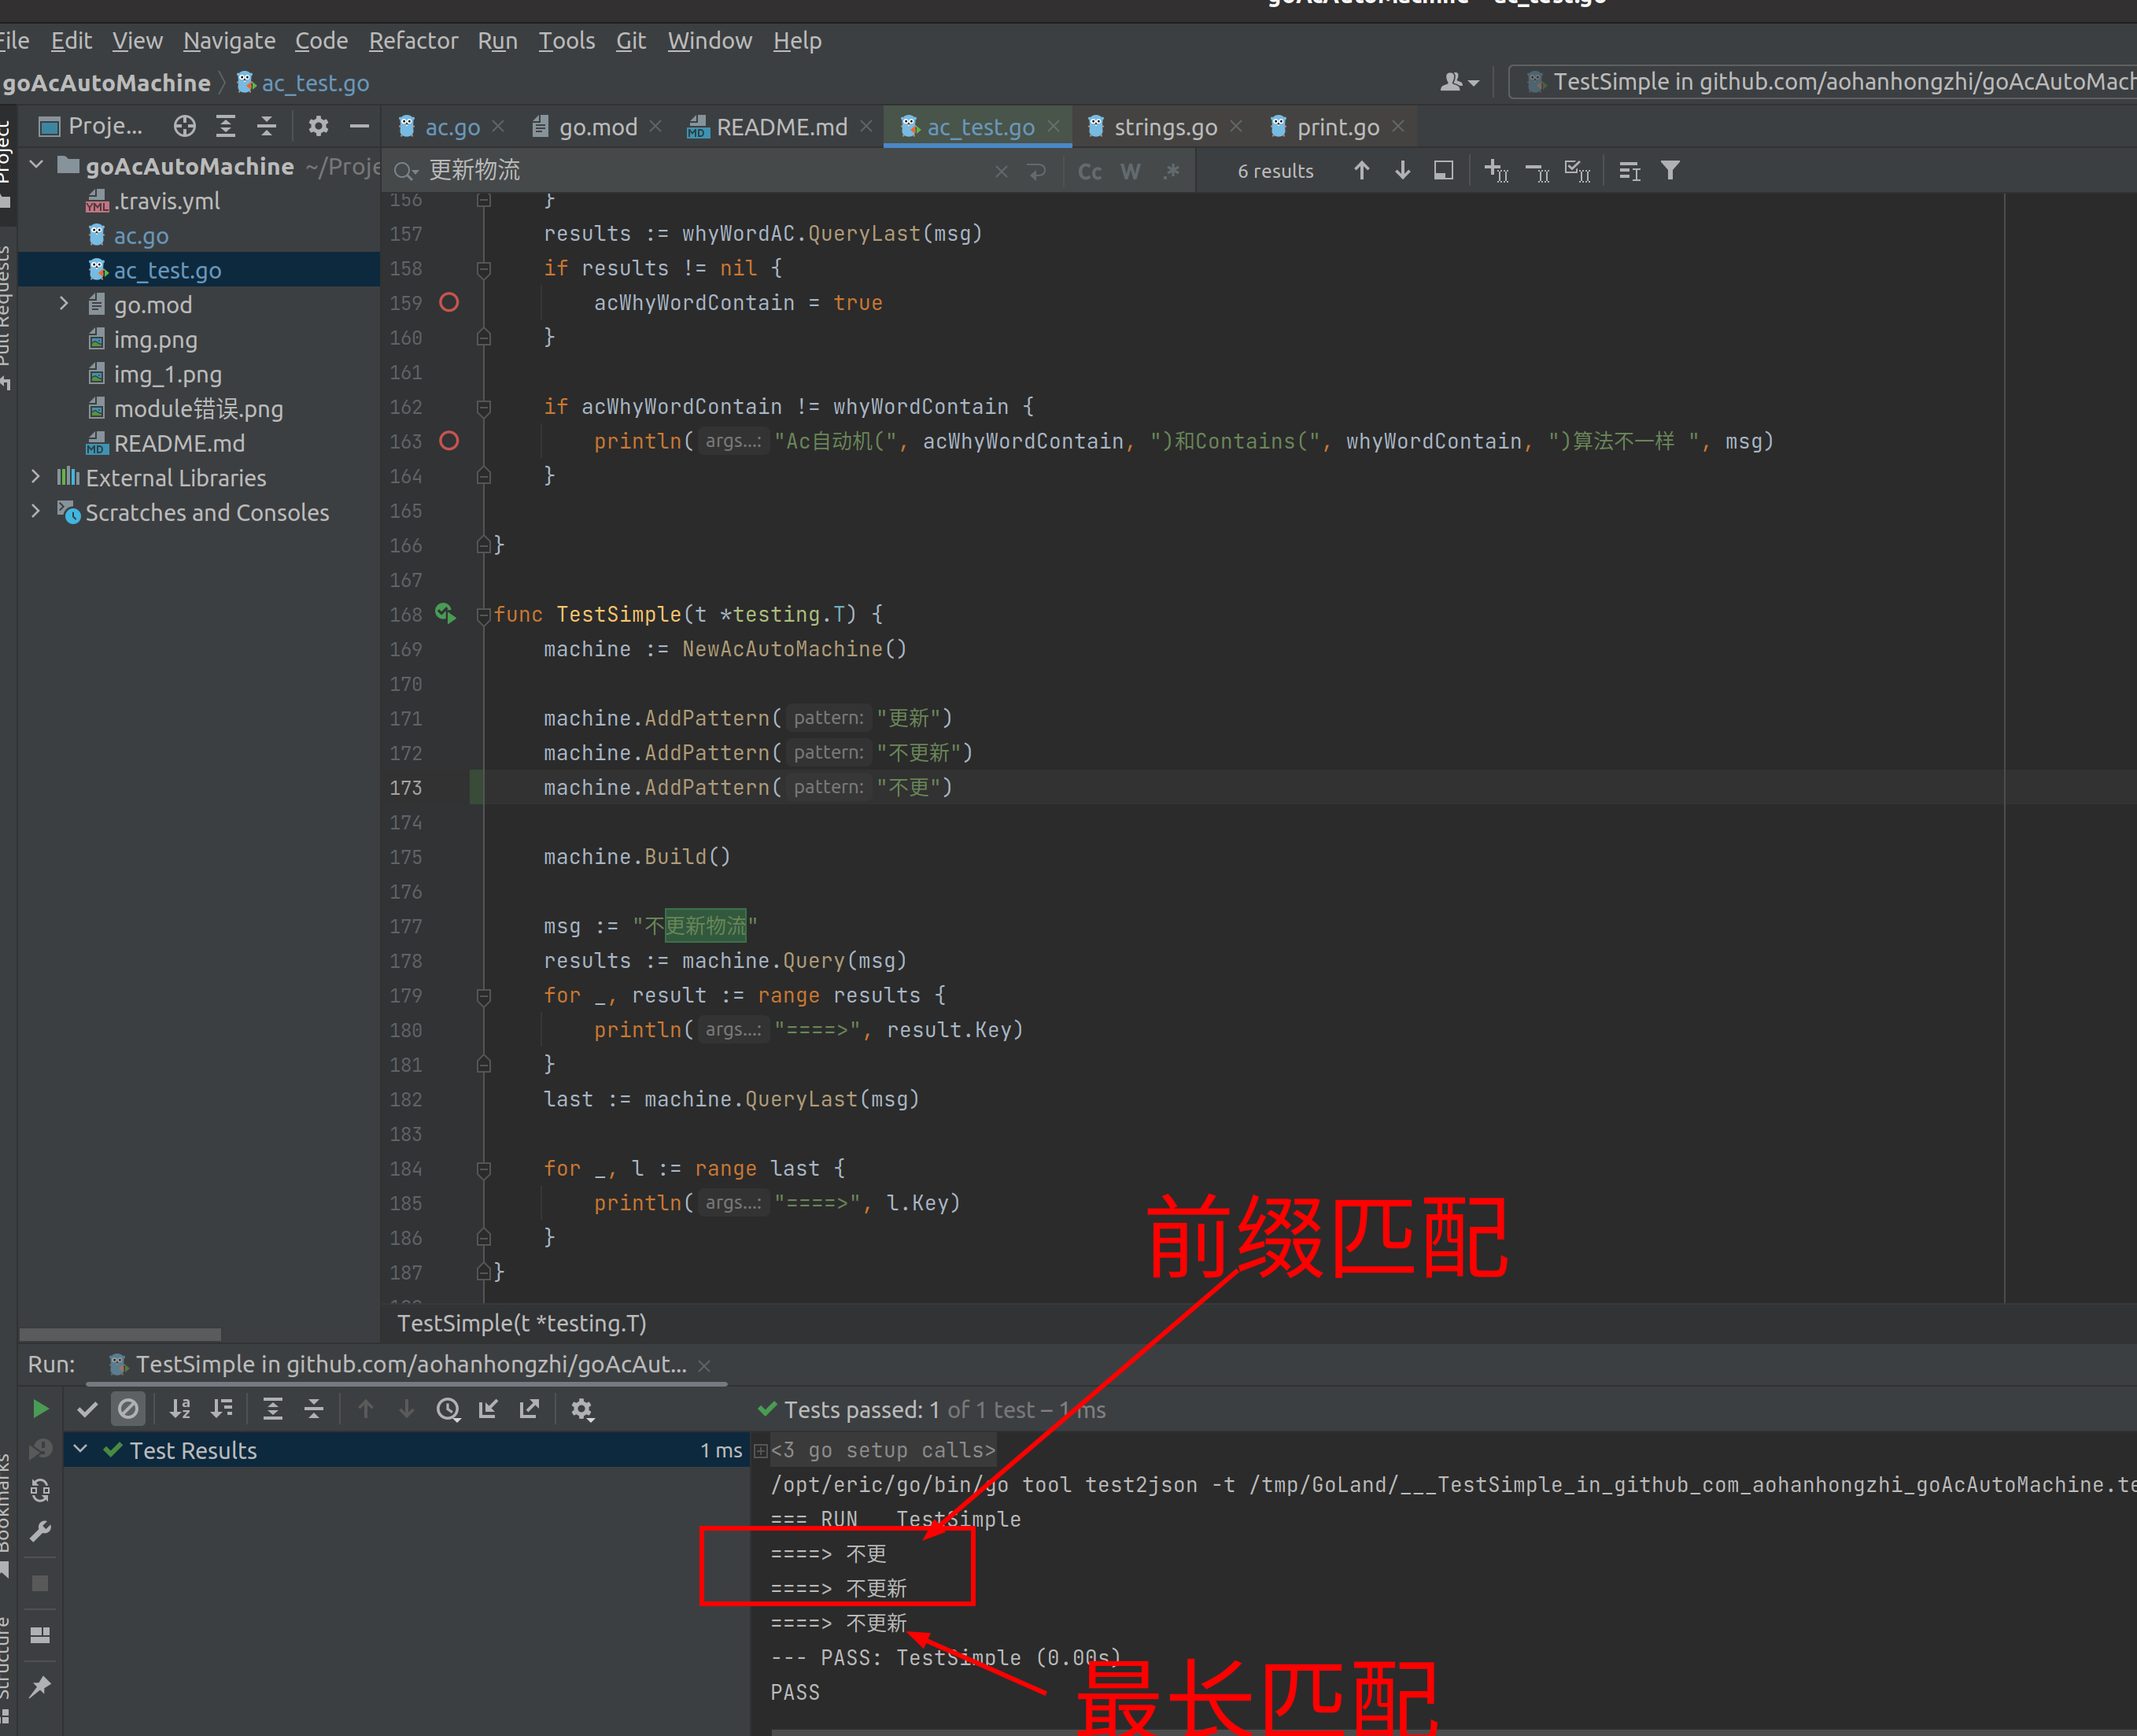 goAcAutoMachine – ac_test.go
File Edit View Navigate Code Refactor Run Tools Git Window Help
goAcAutoMachine ac_test.go
TestSimple in github.com/aohanhongzhi/goAcAutoMach
Project
Pull Requests
Bookmarks
Structure
Proje...
ac.go
go.mod
README.md
ac_test.go
strings.go
print.go
goAcAutoMachine ~/Proje
.travis.yml
ac.go
ac_test.go
go.mod
img.png
img_1.png
module错误.png
README.md
External Libraries
Scratches and Consoles
更新物流 Cc W .* 6 results
156 }
157 results := whyWordAC.QueryLast(msg)
158 if results != nil {
159 acWhyWordContain = true
160 }
161
162 if acWhyWordContain != whyWordContain {
163 println( args...: "Ac自动机(", acWhyWordContain, ")和Contains(", whyWordContain, ")算法不一样 ", msg)
164 }
165
166 }
167
168 func TestSimple(t *testing.T) {
169 machine := NewAcAutoMachine()
170
171 machine.AddPattern( pattern: "更新")
172 machine.AddPattern( pattern: "不更新")
173 machine.AddPattern( pattern: "不更")
174
175 machine.Build()
176
177 msg := "不更新物流"
178 results := machine.Query(msg)
179 for _, result := range results {
180 println( args...: "====>", result.Key)
181 }
182 last := machine.QueryLast(msg)
183
184 for _, l := range last {
185 println( args...: "====>", l.Key)
186 }
187 }
前缀匹配
TestSimple(t *testing.T)
Run: TestSimple in github.com/aohanhongzhi/goAcAut...
Tests passed: 1 of 1 test – 1 ms
Test Results 1 ms
<3 go setup calls>
/opt/eric/go/bin/go tool test2json -t /tmp/GoLand/___TestSimple_in_github_com_aohanhongzhi_goAcAutoMachine.te
=== RUN TestSimple
====> 不更
====> 不更新
====> 不更新
--- PASS: TestSimple (0.00s)
PASS
最长匹配